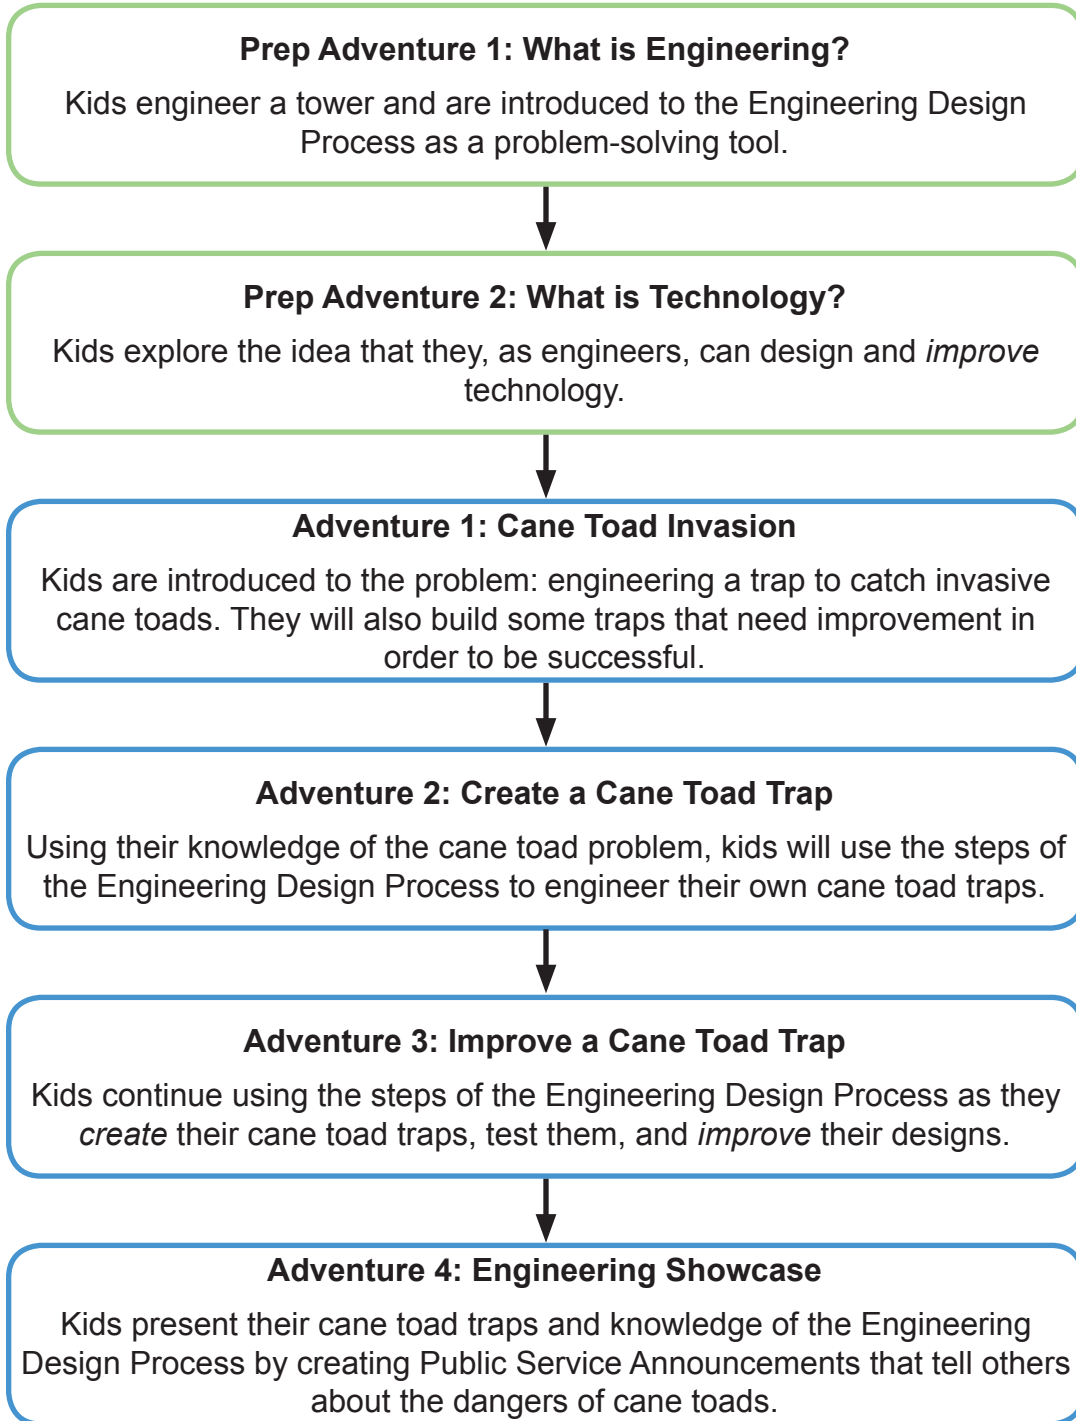 Prep Adventure 1: What is Engineering?
Kids engineer a tower and are introduced to the Engineering Design
Process as a problem-solving tool.
Prep Adventure 2: What is Technology?
Kids explore the idea that they, as engineers, can design and improve
technology.
Adventure 1: Cane Toad Invasion
Kids are introduced to the problem: engineering a trap to catch invasive
cane toads. They will also build some traps that need improvement in
order to be successful.
Adventure 2: Create a Cane Toad Trap
Using their knowledge of the cane toad problem, kids will use the steps of
the Engineering Design Process to engineer their own cane toad traps.
Adventure 3: Improve a Cane Toad Trap
Kids continue using the steps of the Engineering Design Process as they
create their cane toad traps, test them, and improve their designs.
Adventure 4: Engineering Showcase
Kids present their cane toad traps and knowledge of the Engineering
Design Process by creating Public Service Announcements that tell others
about the dangers of cane toads.